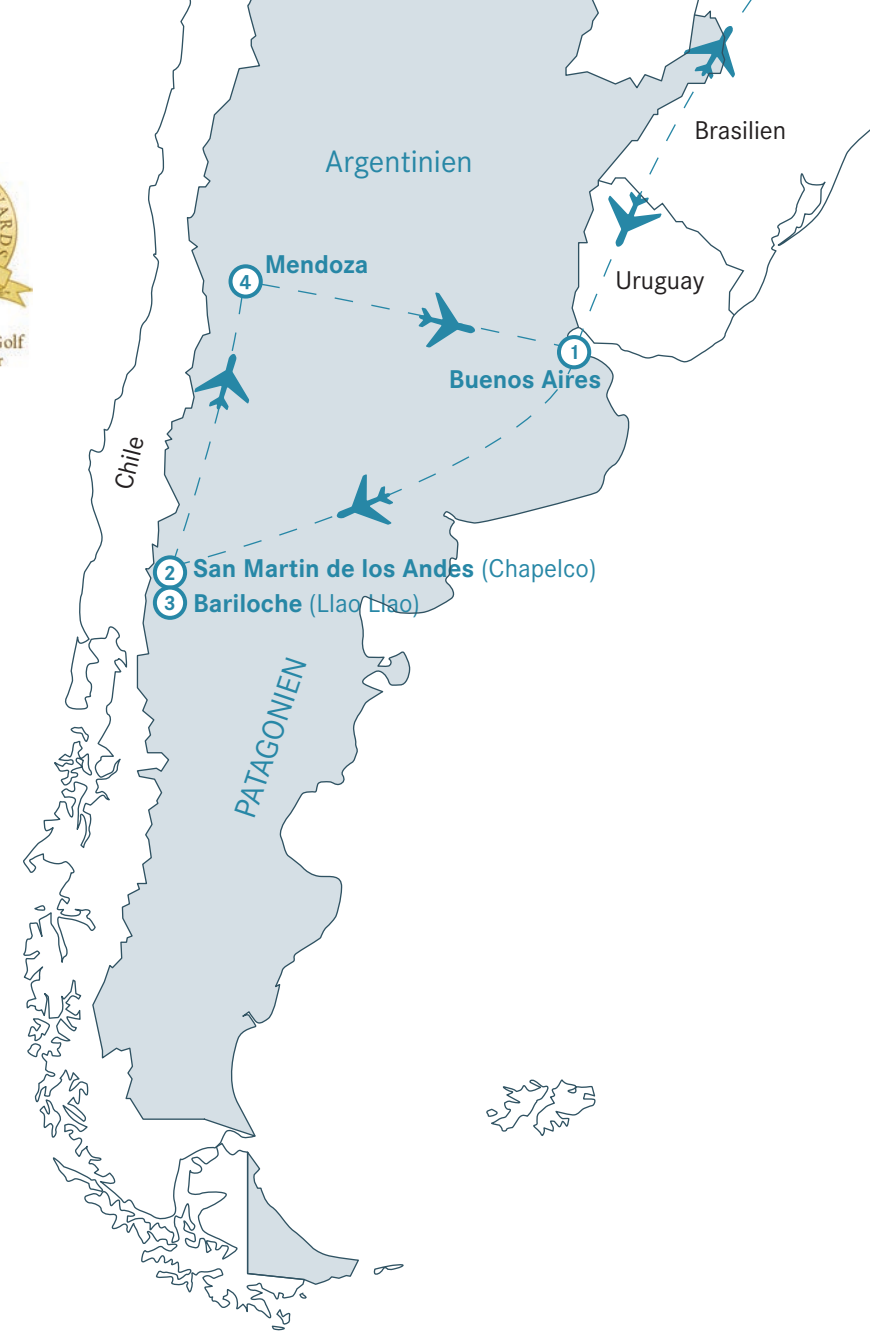 Brasilien
Argentinien
Mendoza
4
Uruguay
1
Buenos Aires
Chile
2 San Martin de los Andes (Chapelco)
3 Bariloche (Llao Llao)
PATAGONIEN